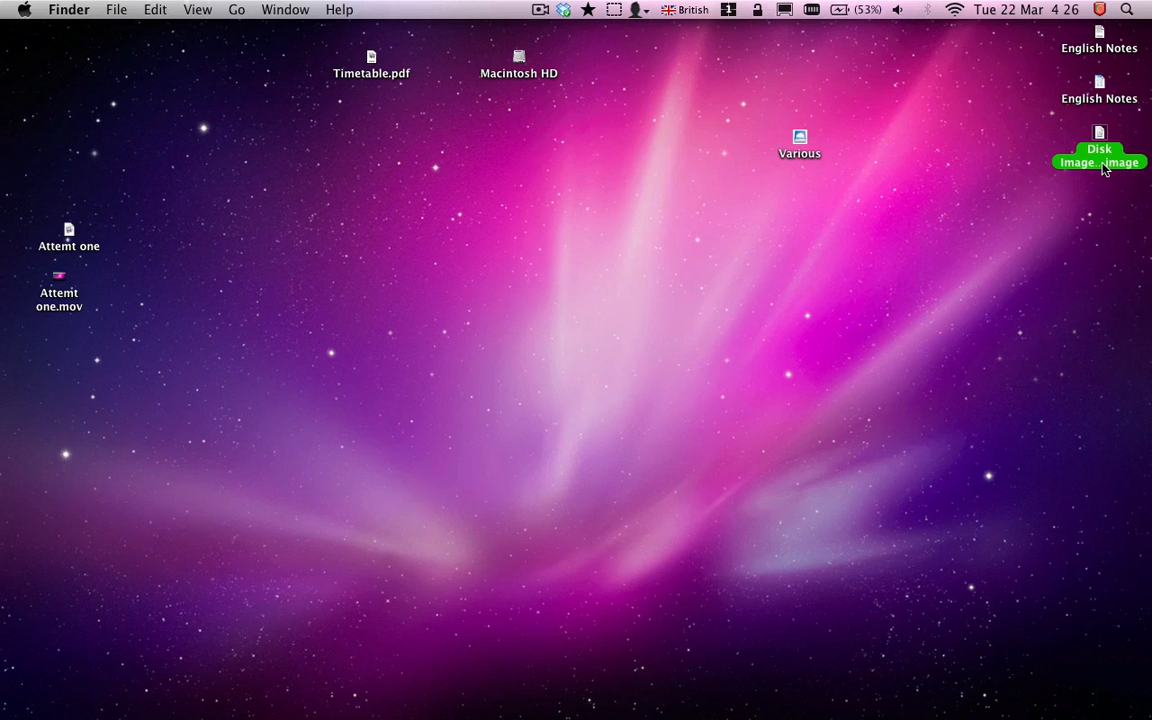 Finder File Edit View Go Window Help British 1 (53%) Tue 22 Mar 4 26
Timetable.pdf
Macintosh HD
English Notes
English Notes
Various
Disk
Image...image
Attemt one
Attemt
one.mov